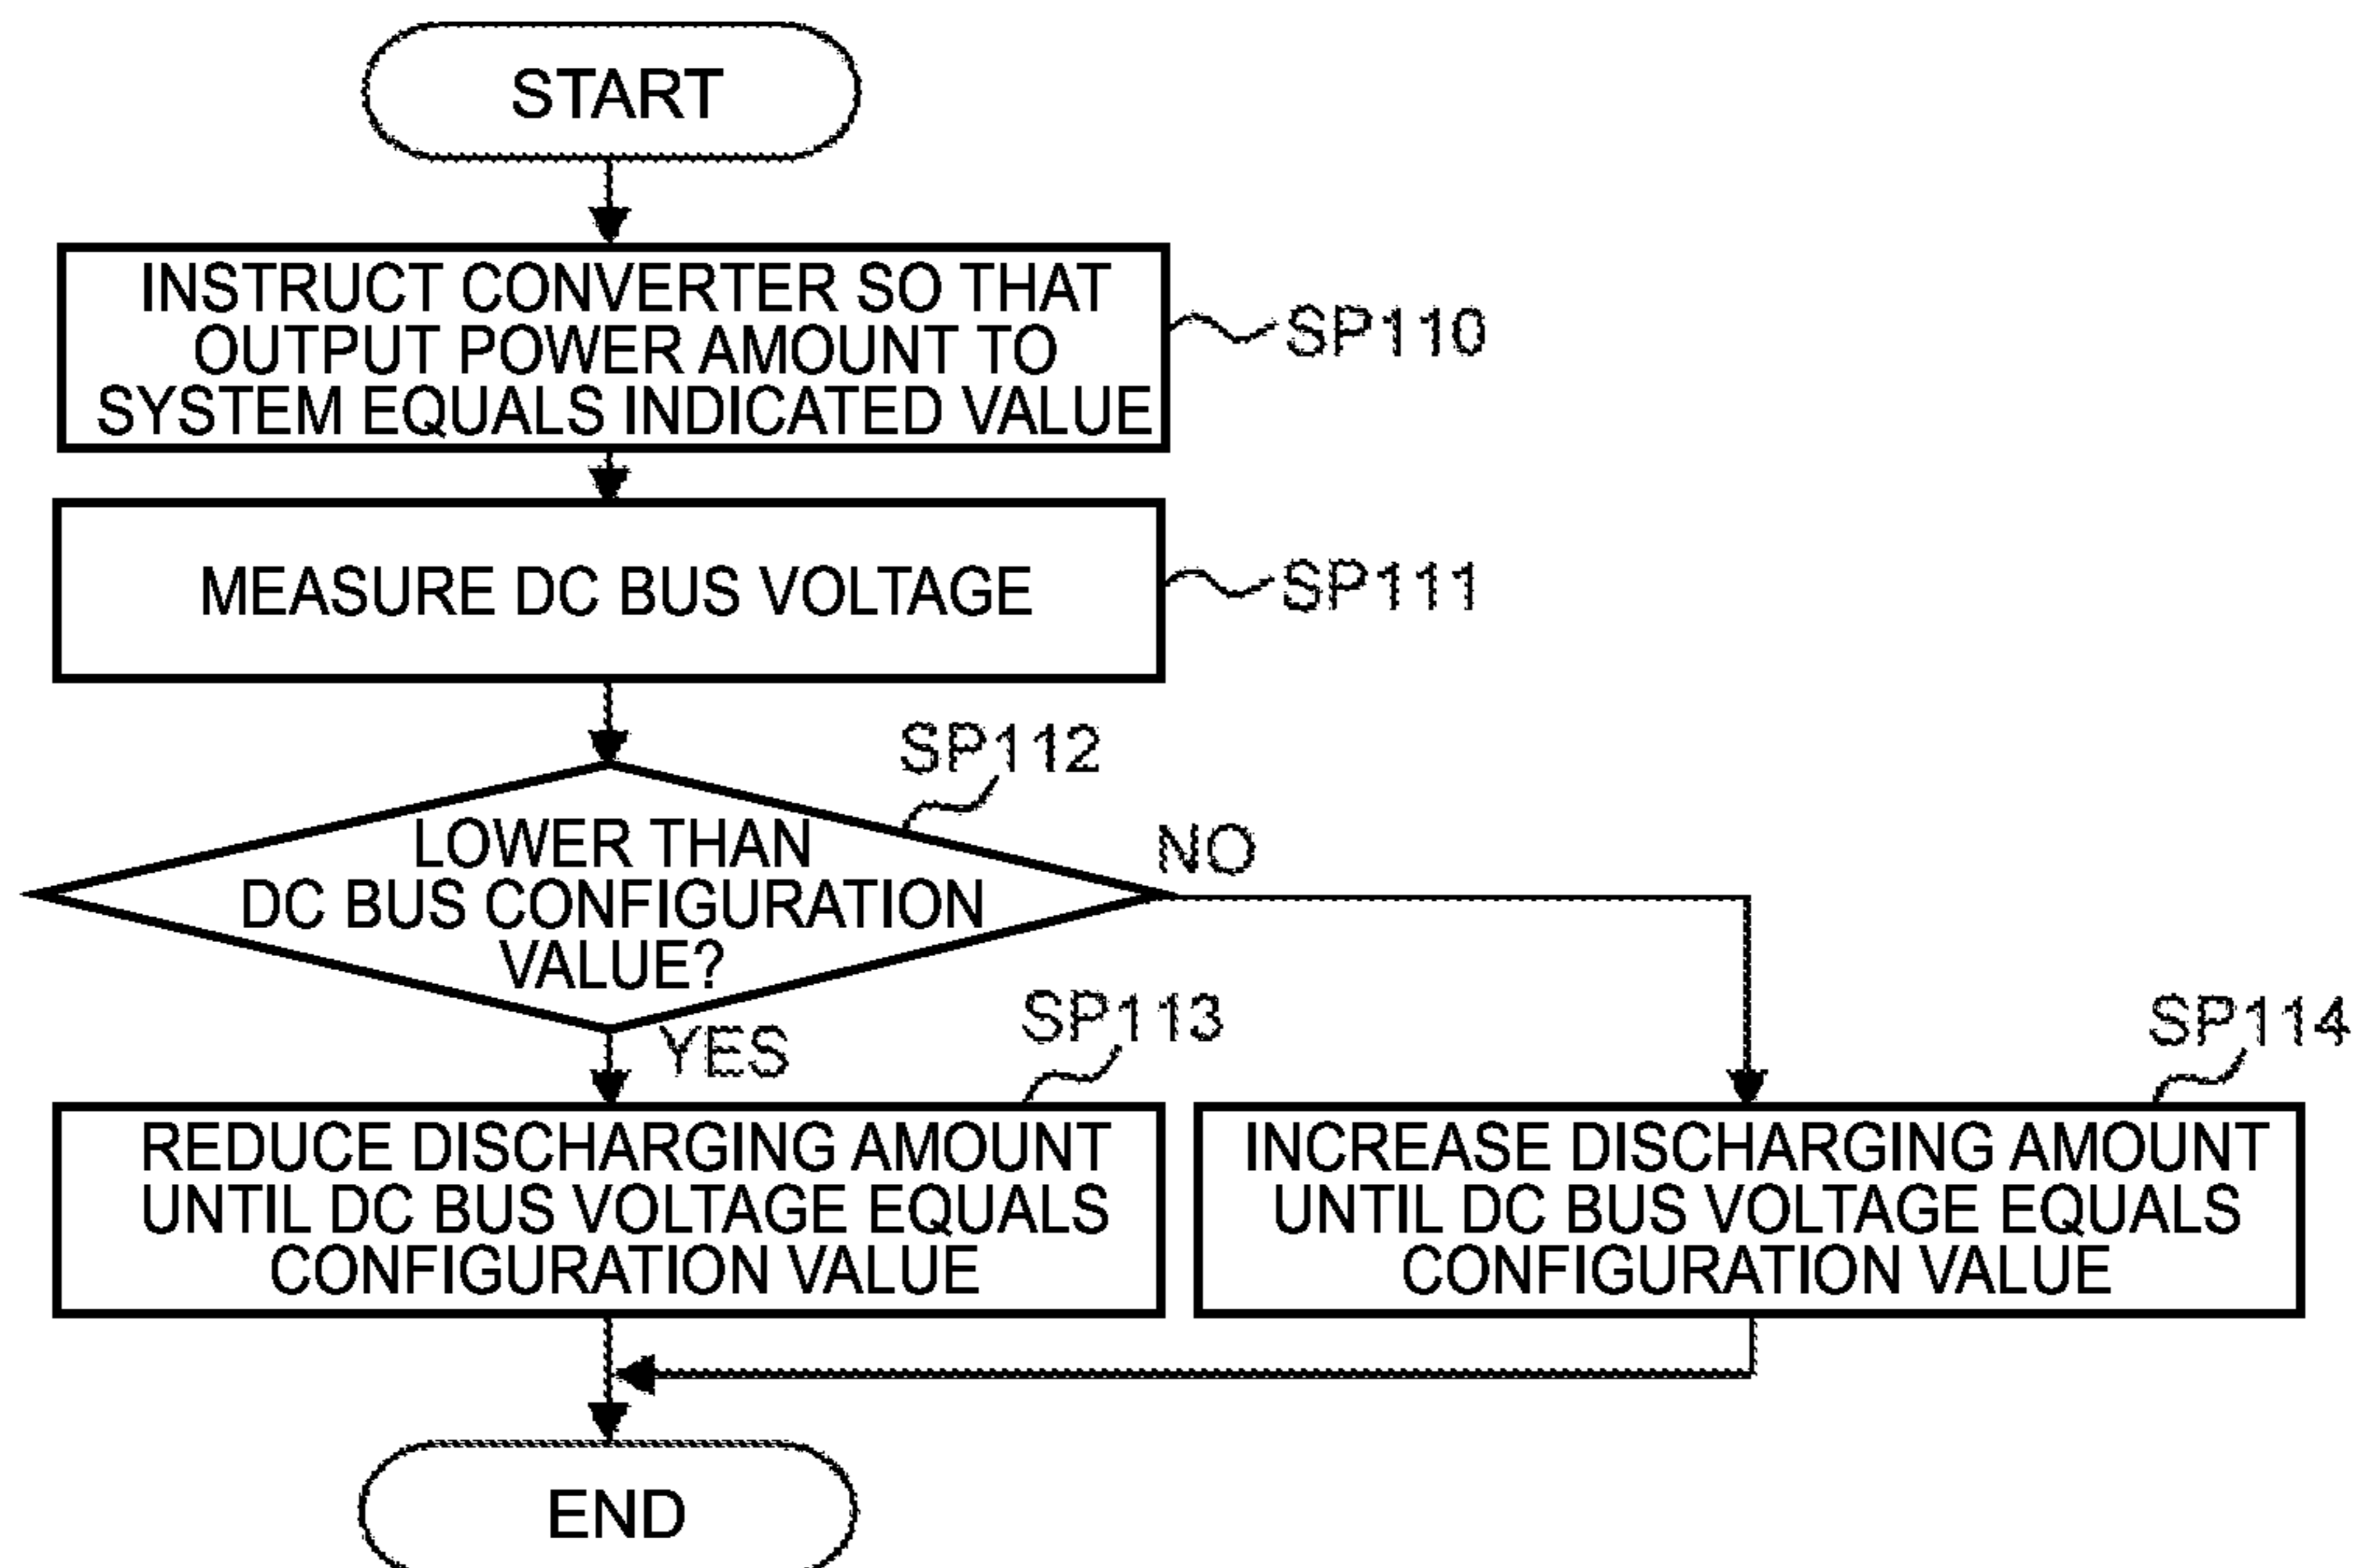 START
INSTRUCT CONVERTER SO THAT
OUTPUT POWER AMOUNT TO
SYSTEM EQUALS INDICATED VALUE
SP110
MEASURE DC BUS VOLTAGE
SP111
SP112
LOWER THAN
DC BUS CONFIGURATION
VALUE?
NO
YES
SP113
REDUCE DISCHARGING AMOUNT
UNTIL DC BUS VOLTAGE EQUALS
CONFIGURATION VALUE
SP114
INCREASE DISCHARGING AMOUNT
UNTIL DC BUS VOLTAGE EQUALS
CONFIGURATION VALUE
END